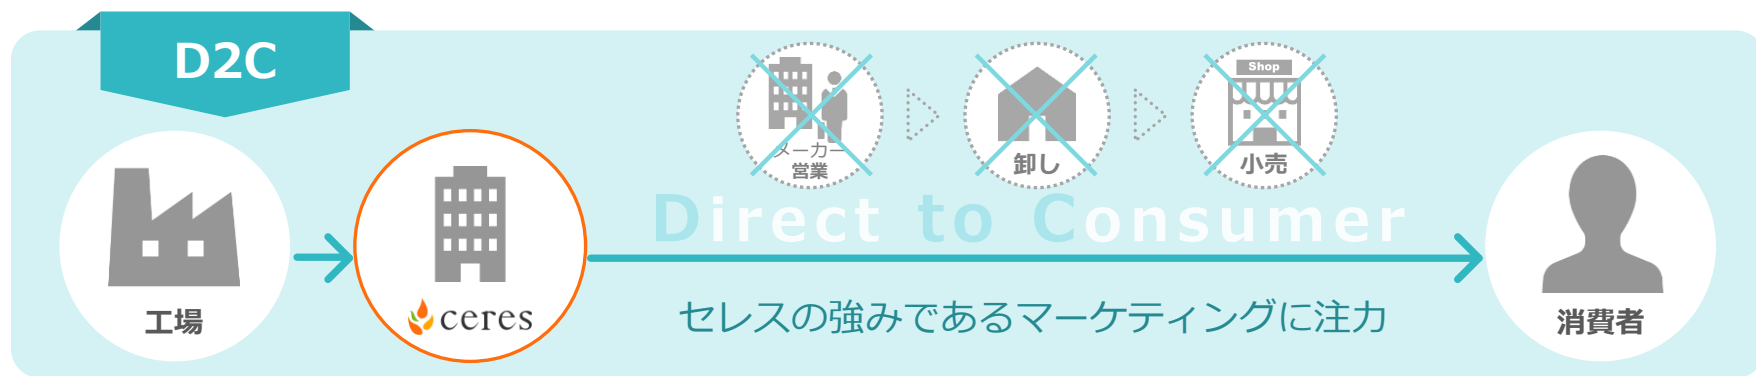 D2C
メーカー
営業
卸し
Shop
小売
Direct to Consumer
工場
ceres
セレスの強みであるマーケティングに注力
消費者